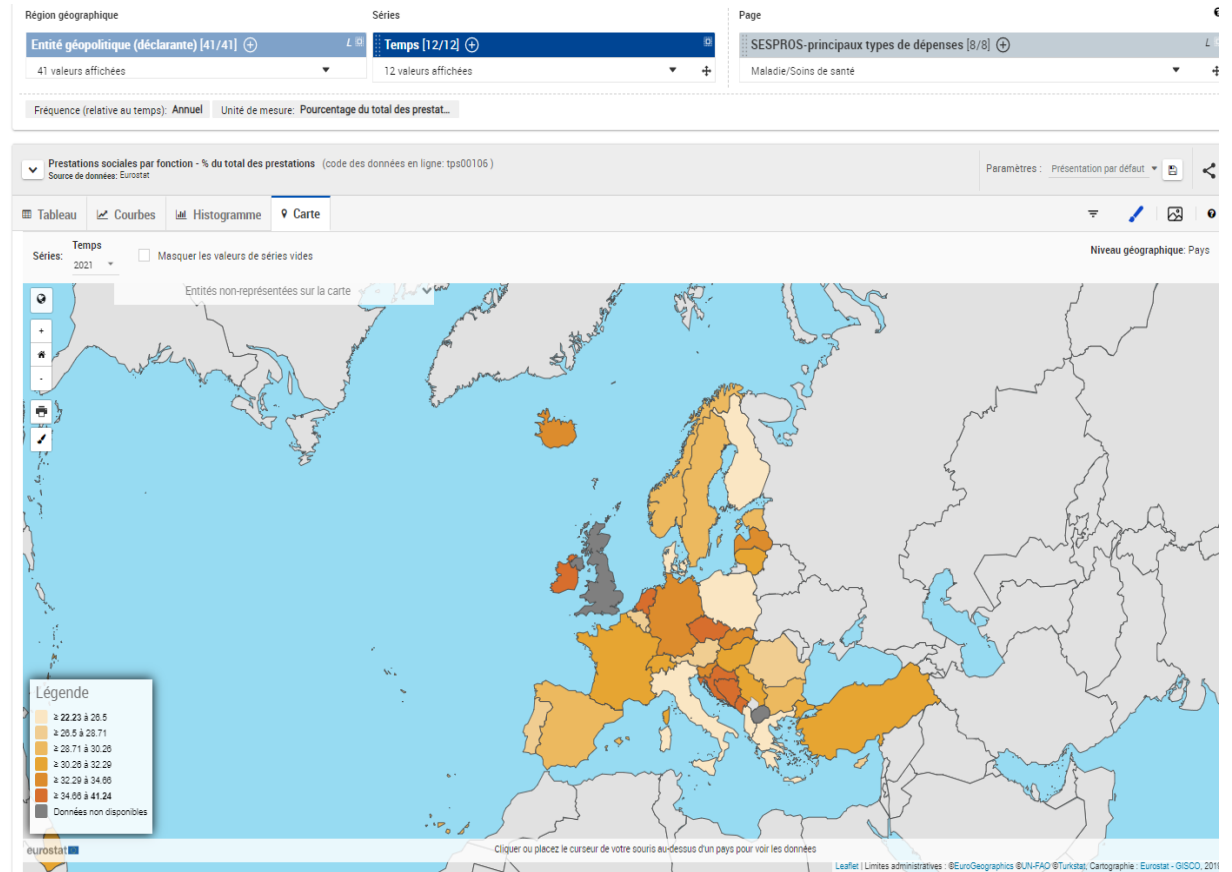 Région géographique
Séries
Page
Entité géopolitique (déclarante) [41/41]
L
Temps [12/12]
SESPROS-principaux types de dépenses [8/8]
L
41 valeurs affichées
12 valeurs affichées
Maladie/Soins de santé
Fréquence (relative au temps): Annuel
Unité de mesure: Pourcentage du total des prestat...
Prestations sociales par fonction - % du total des prestations (code des données en ligne: tps00106 )
Source de données: Eurostat
Paramètres : Présentation par défaut
Tableau
Courbes
Histogramme
Carte
Séries:
Temps
2021
Masquer les valeurs de séries vides
Niveau géographique: Pays
Entités non-représentées sur la carte
+
-
Légende
≥ 22.23 à 26.5
≥ 26.5 à 28.71
≥ 28.71 à 30.26
≥ 30.26 à 32.29
≥ 32.29 à 34.66
≥ 34.66 à 41.24
Données non disponibles
eurostat
Cliquer ou placez le curseur de votre souris au-dessus d'un pays pour voir les données
Leaflet | Limites administratives : ©EuroGeographics ©UN-FAO ©Turkstat, Cartographie : Eurostat - GISCO, 2019